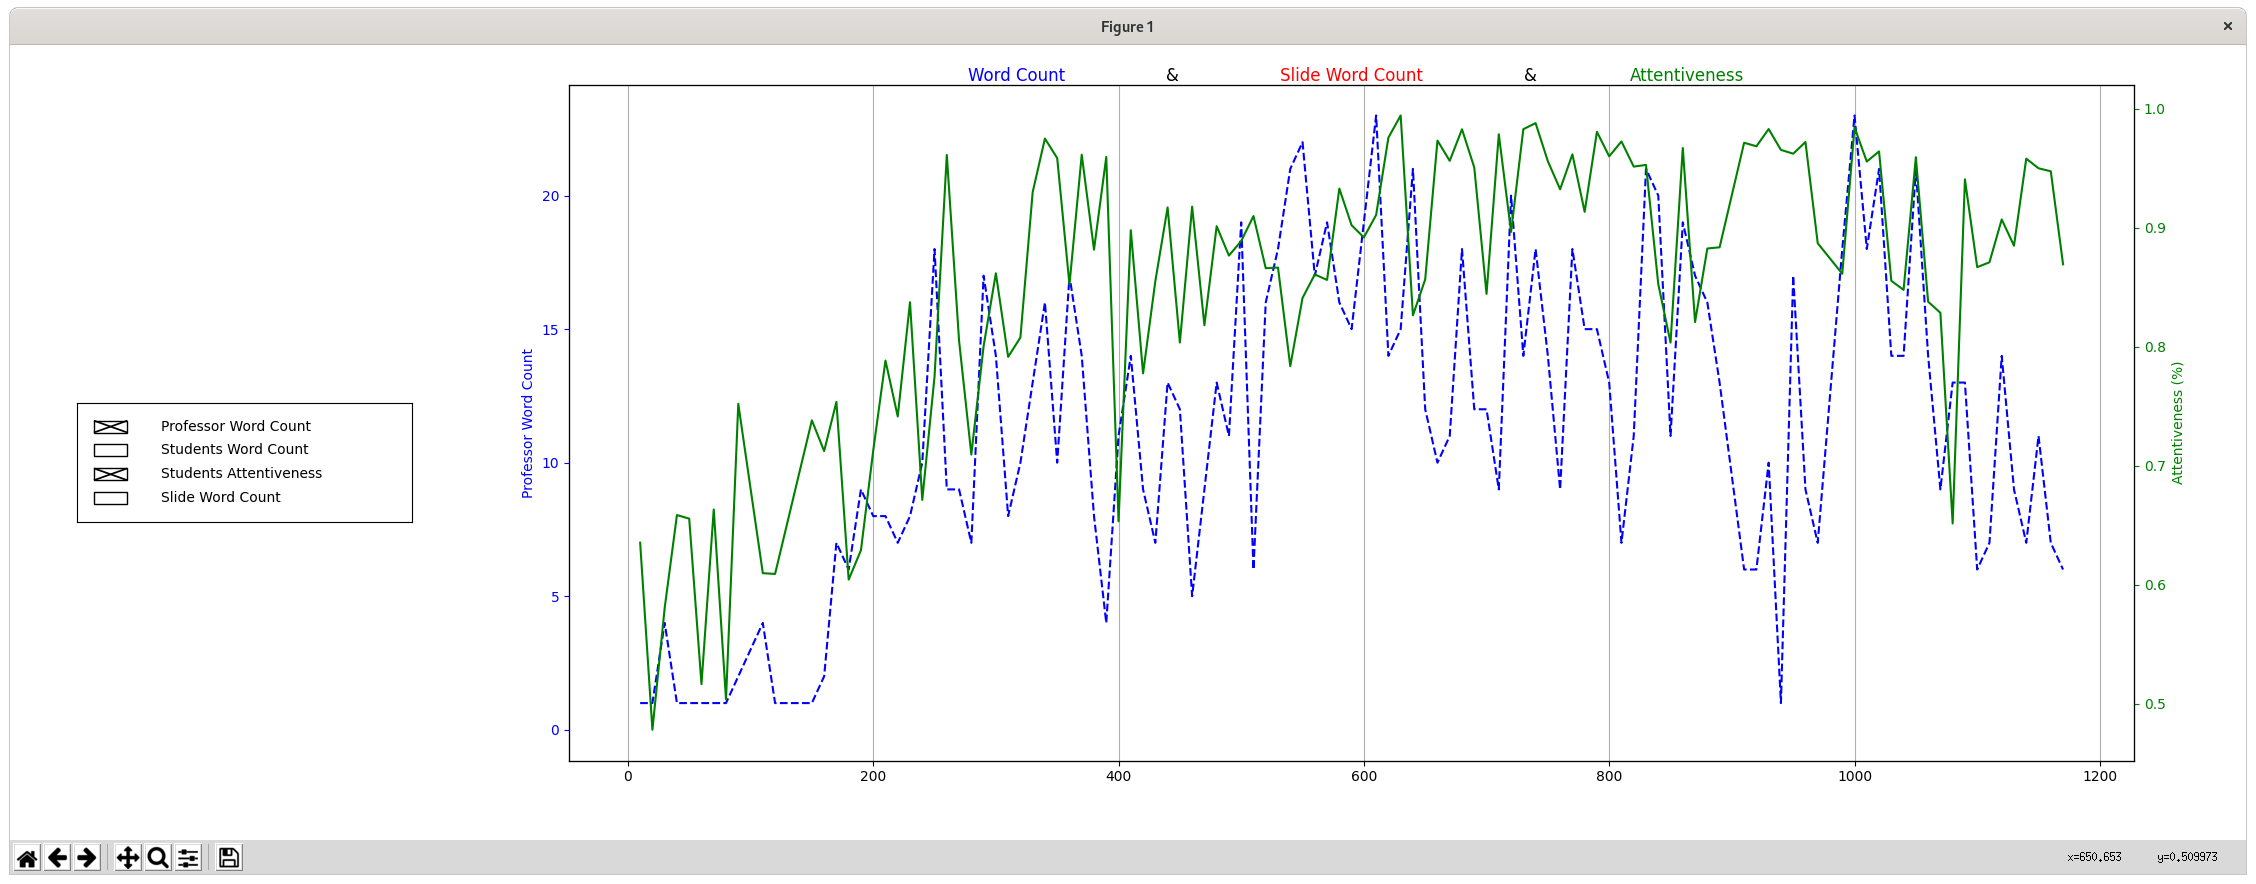 Figure 1
Word Count & Slide Word Count & Attentiveness
Professor Word Count
Students Word Count
Students Attentiveness
Slide Word Count
Professor Word Count
20
15
10
5
0
0 200 400 600 800 1000 1200
1.0
0.9
0.8
0.7
0.6
0.5
Attentiveness (%)
x=650.653 y=0.509973